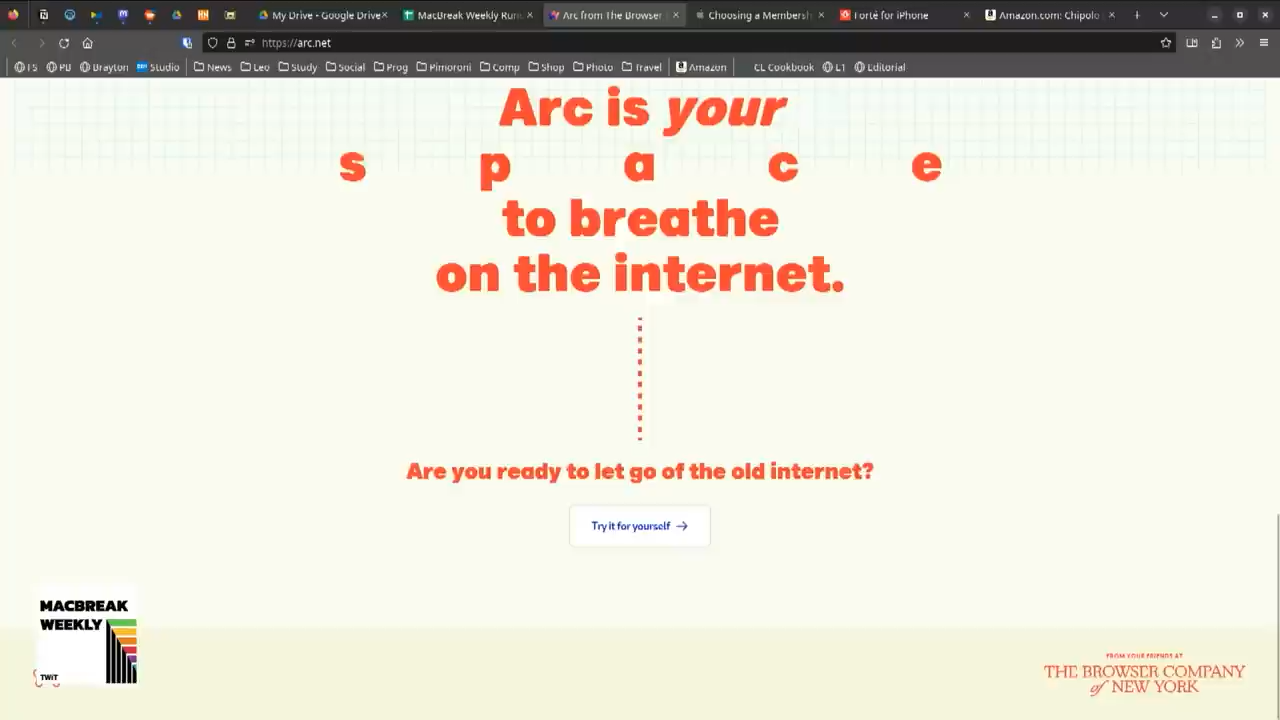 My Drive - Google Drive
MacBreak Weekly Run
Arc from The Browser
Choosing a Membersh
Forté for iPhone
Amazon.com: Chipolo
https://arc.net
TS
PB
Brayton
Studio
News
Leo
Study
Social
Prog
Pimoroni
Comp
Shop
Photo
Travel
Amazon
CL Cookbook
L1
Editorial
Arc is your
s p a c e
to breathe
on the internet.
Are you ready to let go of the old internet?
Try it for yourself →
MACBREAK
WEEKLY
TWiT
FROM YOUR FRIENDS AT
THE BROWSER COMPANY
of NEW YORK